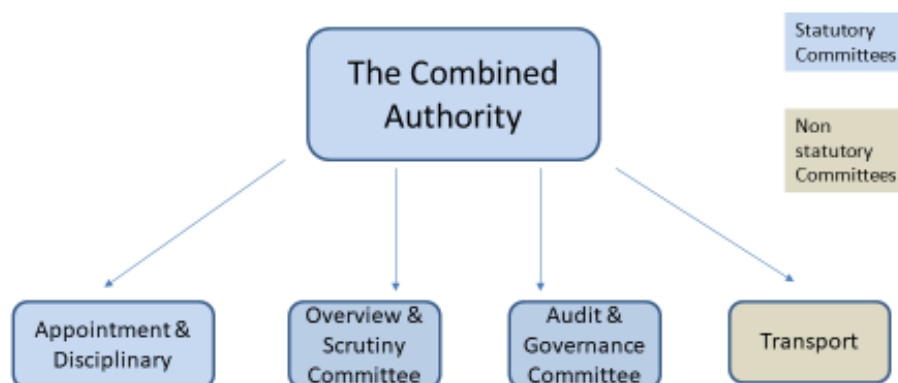 The Combined
Authority
Statutory
Committees
Non
statutory
Committees
Appointment &
Disciplinary
Overview &
Scrutiny
Committee
Audit &
Governance
Committee
Transport